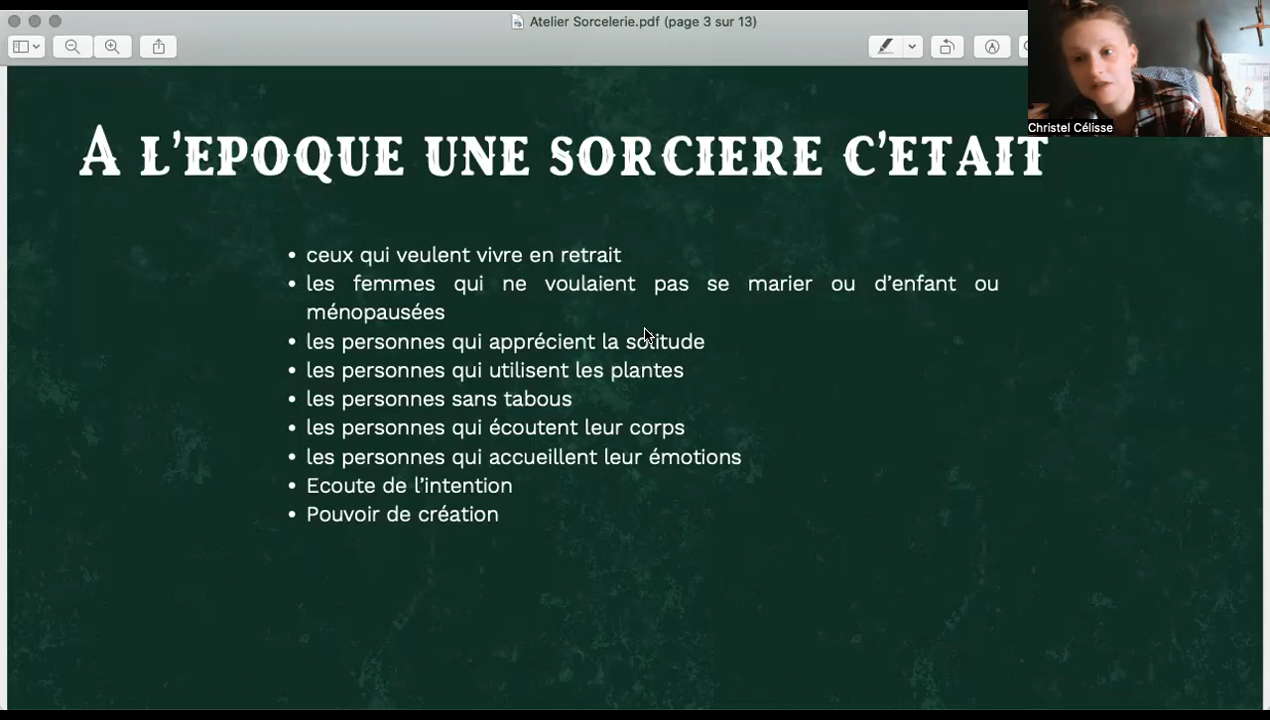 Atelier Sorcelerie.pdf (page 3 sur 13)
Christel Célisse
A L'EPOQUE UNE SORCIERE C'ETAIT
• ceux qui veulent vivre en retrait
• les femmes qui ne voulaient pas se marier ou d'enfant ou
ménopausées
• les personnes qui apprécient la solitude
• les personnes qui utilisent les plantes
• les personnes sans tabous
• les personnes qui écoutent leur corps
• les personnes qui accueillent leur émotions
• Ecoute de l'intention
• Pouvoir de création